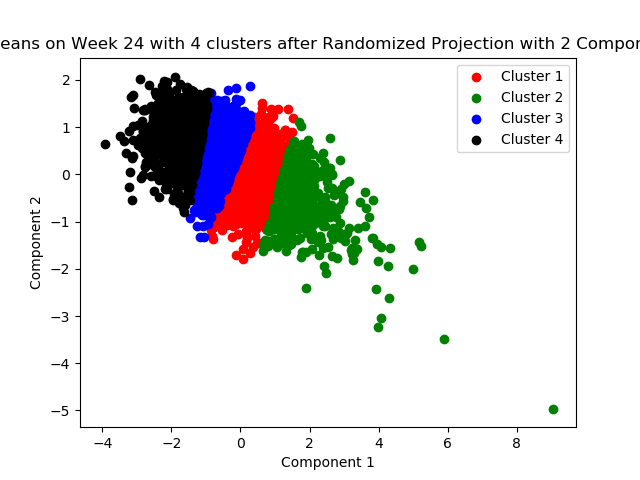 eans on Week 24 with 4 clusters after Randomized Projection with 2 Compor
Cluster 1
Cluster 2
Cluster 3
Cluster 4
2
1
0
−1
−2
−3
−4
−5
Component 2
−4 −2 0 2 4 6 8
Component 1